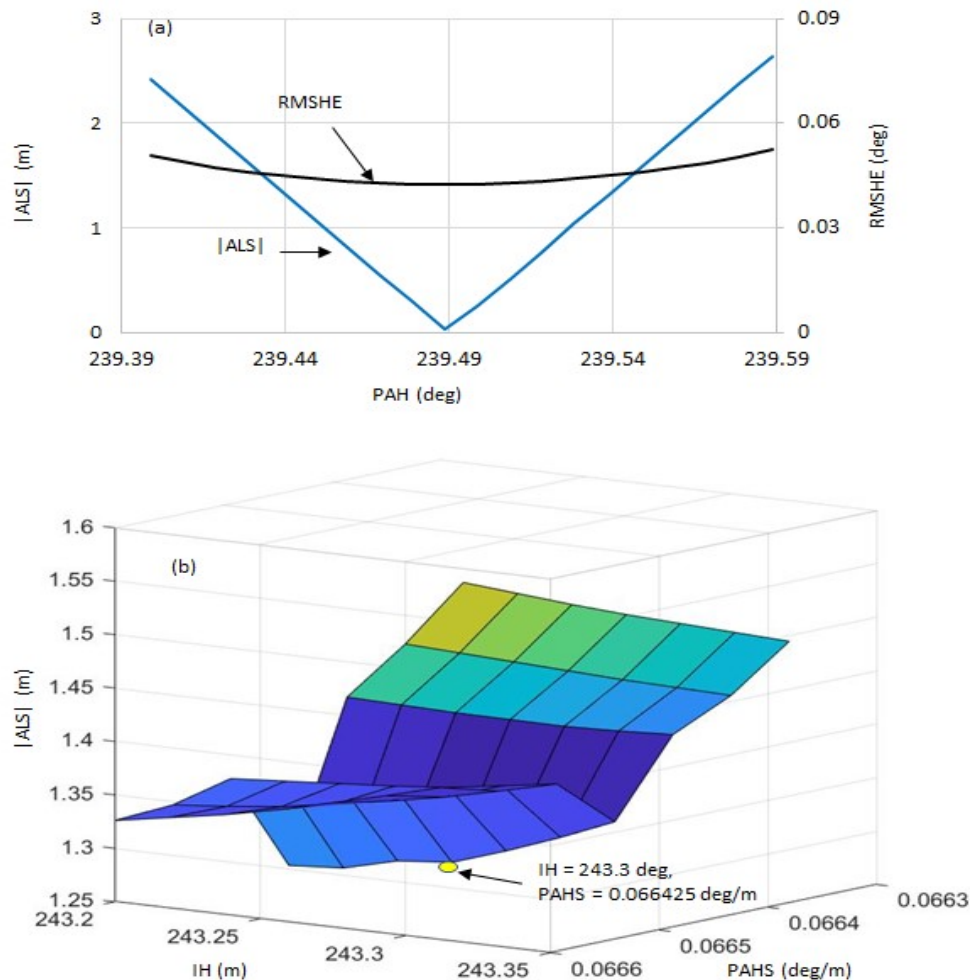 (a)
3
2
1
0
|ALS| (m)
0.09
0.06
0.03
0
RMSHE (deg)
RMSHE
|ALS|
239.39 239.44 239.49 239.54 239.59
PAH (deg)
(b)
1.6
1.55
1.5
1.45
1.4
1.35
1.3
1.25
|ALS| (m)
IH = 243.3 deg,
PAHS = 0.066425 deg/m
243.2
243.25
243.3
243.35
IH (m)
0.0666
0.0665
0.0664
0.0663
PAHS (deg/m)